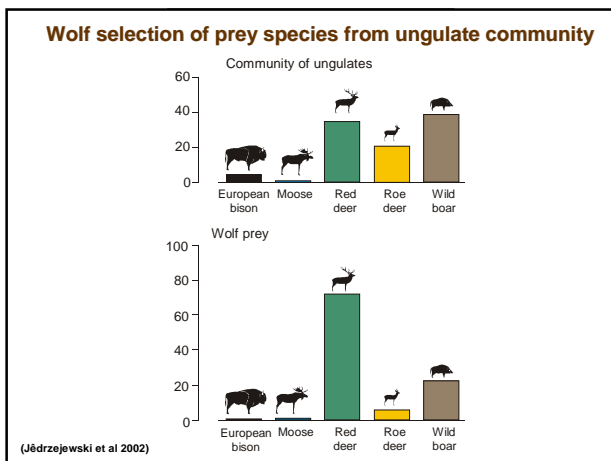 Wolf selection of prey species from ungulate community
Community of ungulates
60
40
20
0
European
bison
Moose
Red
deer
Roe
deer
Wild
boar
Wolf prey
100
80
60
40
20
0
European
bison
Moose
Red
deer
Roe
deer
Wild
boar
(Jêdrzejewski et al 2002)